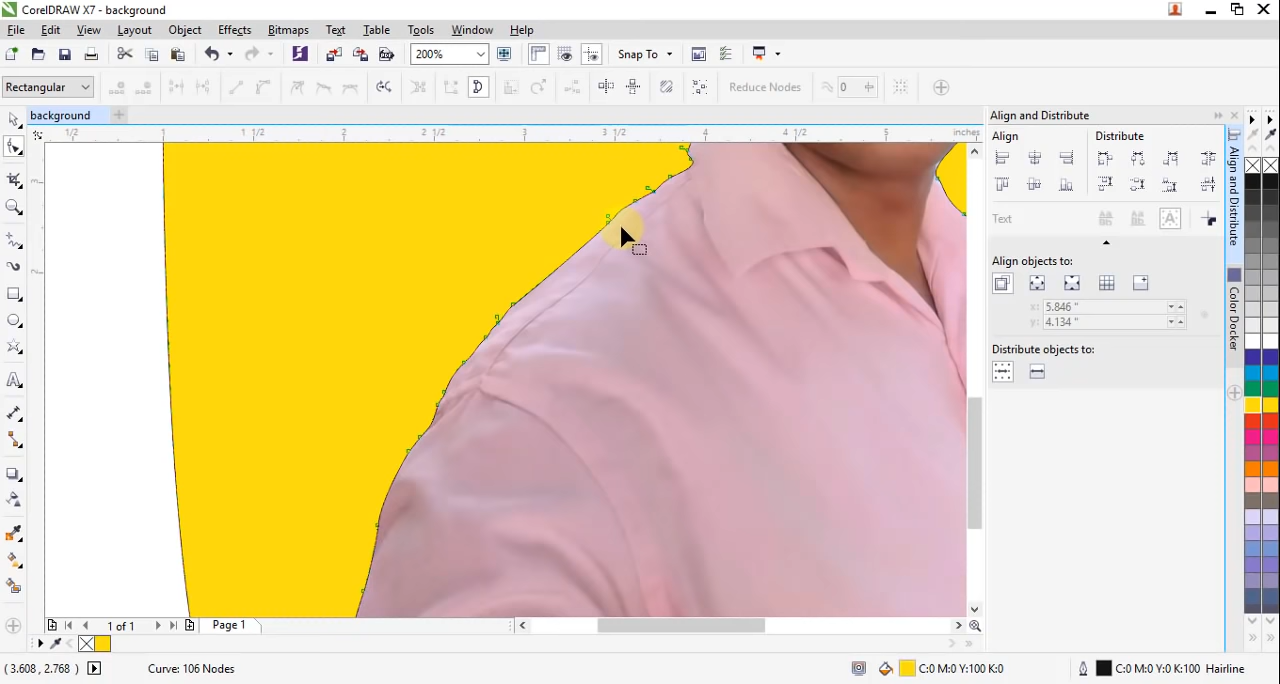 CorelDRAW X7 - background
File Edit View Layout Object Effects Bitmaps Text Table Tools Window Help
200% Snap To
Rectangular Reduce Nodes 0
background
1/2 1 1 1/2 2 2 1/2 3 3 1/2 4 4 1/2 5 inches
3
2
Align and Distribute
Align Distribute
Text
Align objects to:
x: 5.846 "
y: 4.134 "
Distribute objects to:
Align and Distribute
Color Docker
1 of 1 Page 1
( 3.608 , 2.768 ) Curve: 106 Nodes C:0 M:0 Y:100 K:0 C:0 M:0 Y:0 K:100 Hairline